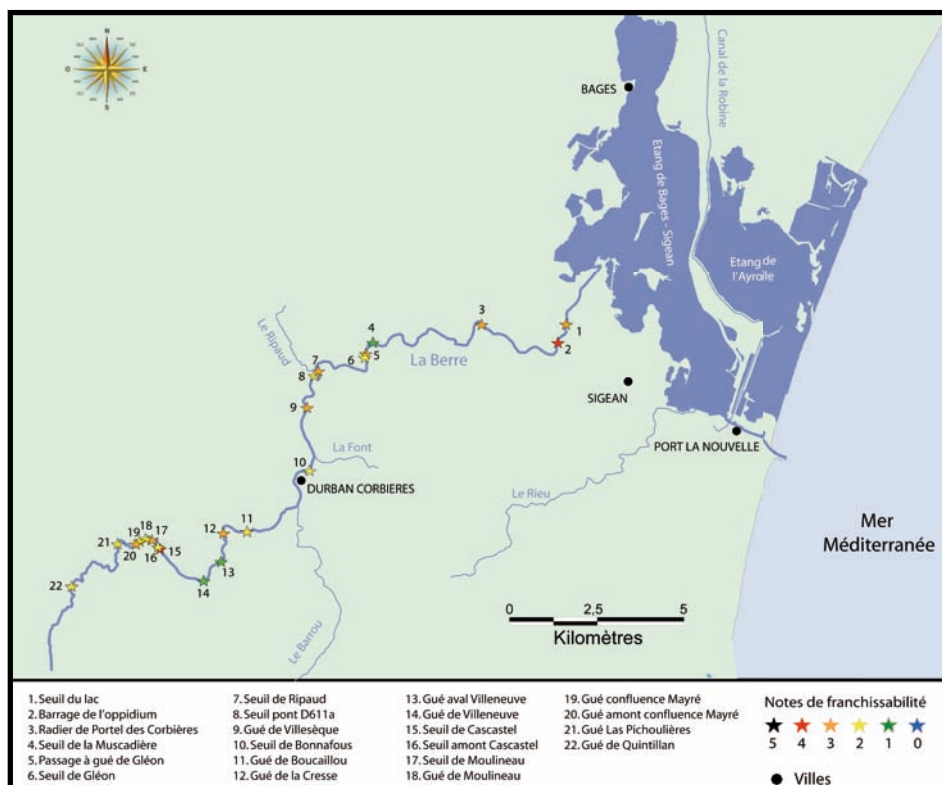 N
O
E
S
BAGES
Canal de la Robine
Etang de Bages - Sigean
Etang de
l'Ayrolle
Le Ripaud
La Berre
1
2
3
4
5
6
7
8
9
10
11
12
13
14
15
16
17
18
19
20
21
22
SIGEAN
PORT LA NOUVELLE
La Font
DURBAN CORBIERES
Le Rieu
Le Barrou
Mer
Méditerranée
0 2,5 5
Kilomètres
1.Seuil du lac
2.Barrage de l'oppidium
3.Radier de Portel des Corbières
4.Seuil de la Muscadière
5.Passage à gué de Gléon
6.Seuil de Gléon
7.Seuil de Ripaud
8.Seuil pont D611a
9.Gué de Villesèque
10.Seuil de Bonnafous
11.Gué de Boucaillou
12.Gué de la Cresse
13.Gué aval Villeneuve
14.Gué de Villeneuve
15.Seuil de Cascastel
16.Seuil amont Cascastel
17.Seuil de Moulineau
18.Gué de Moulineau
19.Gué confluence Mayré
20.Gué amont confluence Mayré
21.Gué Las Pichoulières
22.Gué de Quintillan
Notes de franchissabilité
5 4 3 2 1 0
Villes